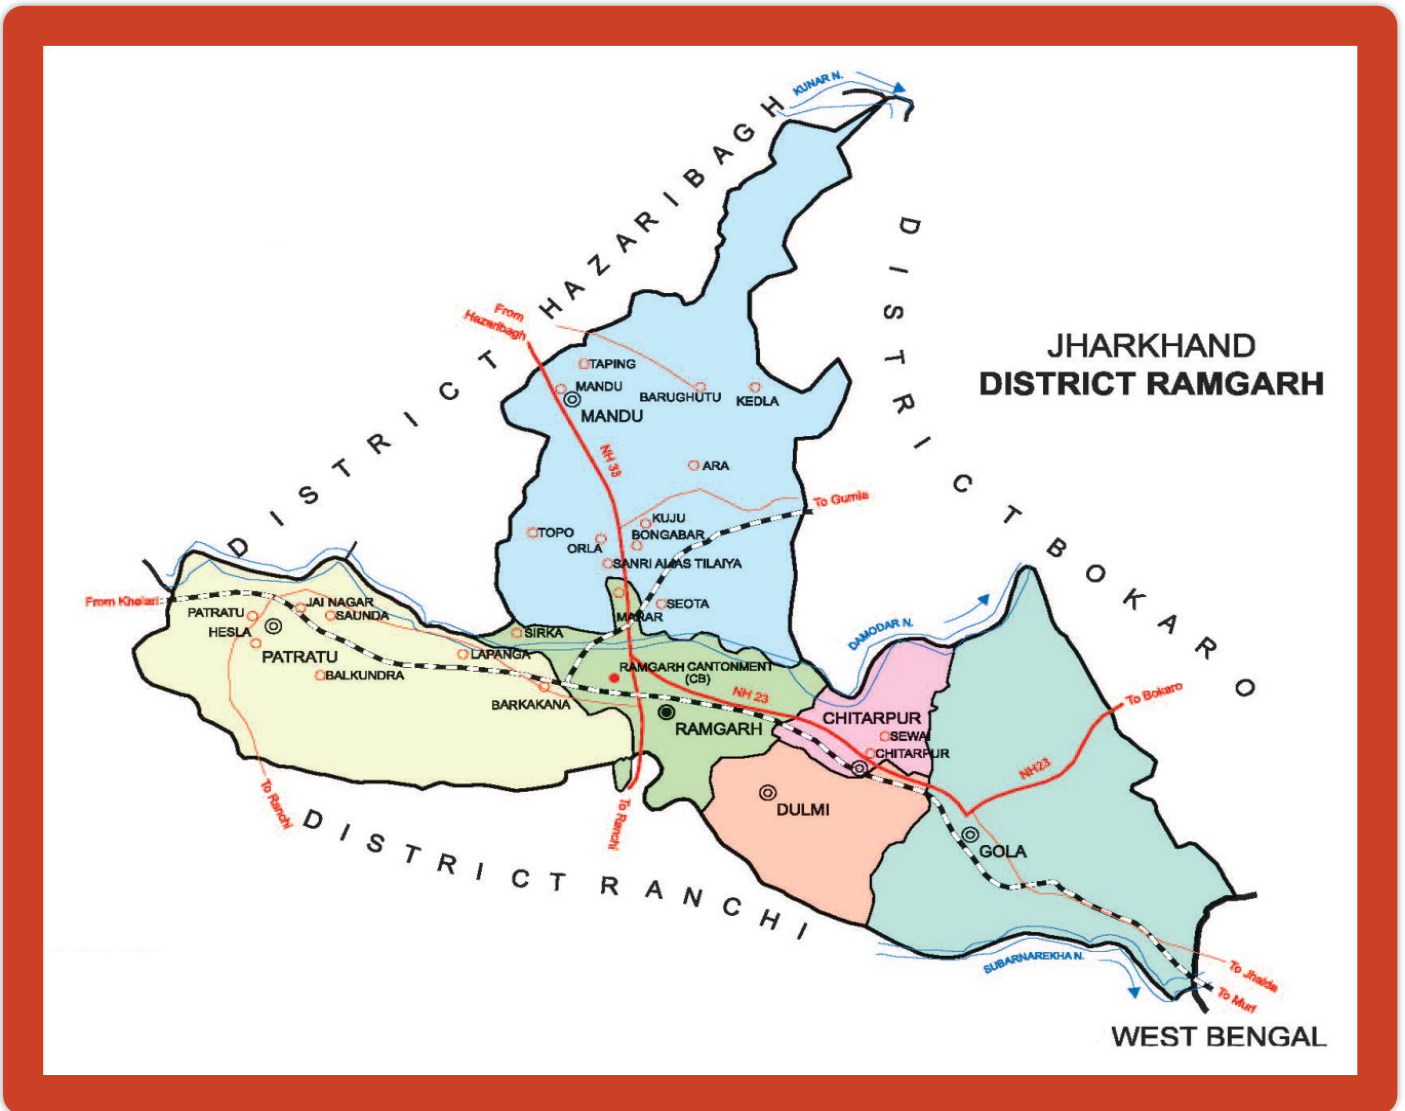 KUNAR N.
DISTRICT HAZARIBAGH
DISTRICT BOKARO
JHARKHAND
DISTRICT RAMGARH
From
Hazaribagh
TAPING
MANDU
MANDU
BARUGHUTU
KEDLA
NH 33
ARA
To Gumia
KUJU
TOPO
BONGABAR
ORLA
SANRI ALIAS TILAIYA
SEOTA
MARAR
From Khelari
JAI NAGAR
PATRATU
SAUNDA
HESLA
PATRATU
BALKUNDRA
SIRKA
LAPANGA
BARKAKANA
RAMGARH CANTONMENT
(CB)
NH 23
RAMGARH
DAMODAR N.
CHITARPUR
SEWAI
CHITARPUR
To Bokaro
NH23
DULMI
GOLA
To Ranchi
To Ranchi
DISTRICT RANCHI
SUBARNAREKHA N.
To Jhalda
To Muri
WEST BENGAL